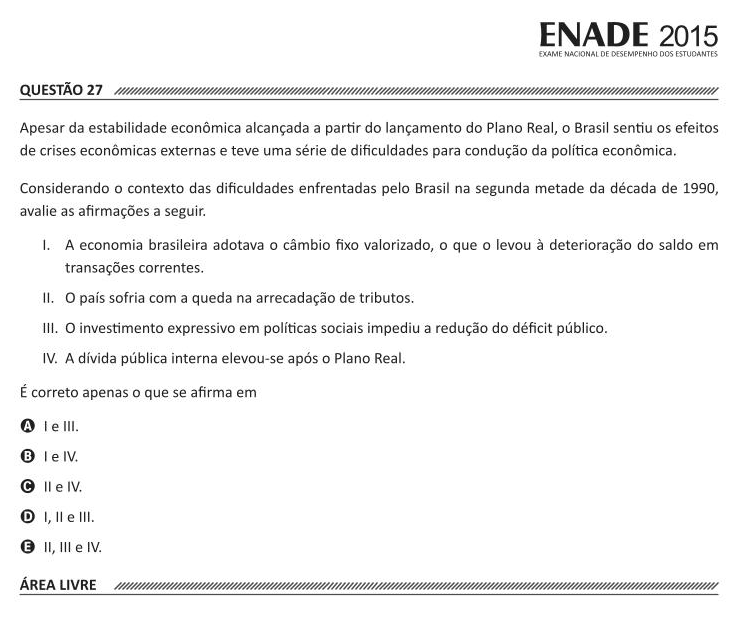 ENADE 2015
EXAME NACIONAL DE DESEMPENHO DOS ESTUDANTES
QUESTÃO 27
Apesar da estabilidade econômica alcançada a partir do lançamento do Plano Real, o Brasil sentiu os efeitos
de crises econômicas externas e teve uma série de dificuldades para condução da política econômica.
Considerando o contexto das dificuldades enfrentadas pelo Brasil na segunda metade da década de 1990,
avalie as afirmações a seguir.
I. A economia brasileira adotava o câmbio fixo valorizado, o que o levou à deterioração do saldo em
transações correntes.
II. O país sofria com a queda na arrecadação de tributos.
III. O investimento expressivo em políticas sociais impediu a redução do déficit público.
IV. A dívida pública interna elevou-se após o Plano Real.
É correto apenas o que se afirma em
A I e III.
B I e IV.
C II e IV.
D I, II e III.
E II, III e IV.
ÁREA LIVRE